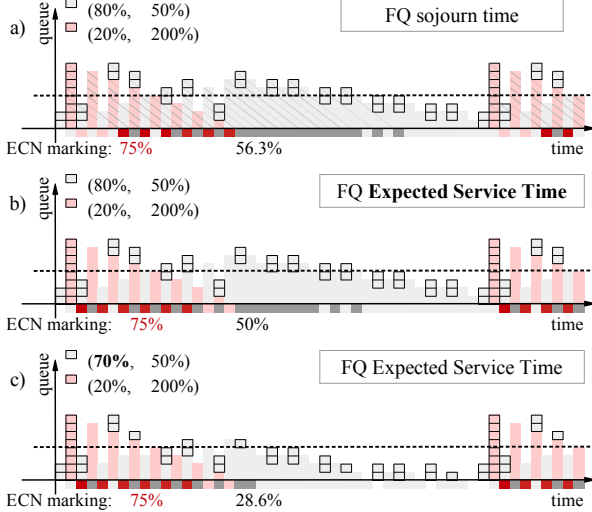 queue
(80%, 50%)
(20%, 200%)
FQ sojourn time
a)
ECN marking: 75% 56.3% time
queue
(80%, 50%)
(20%, 200%)
FQ Expected Service Time
b)
ECN marking: 75% 50% time
queue
(70%, 50%)
(20%, 200%)
FQ Expected Service Time
c)
ECN marking: 75% 28.6% time